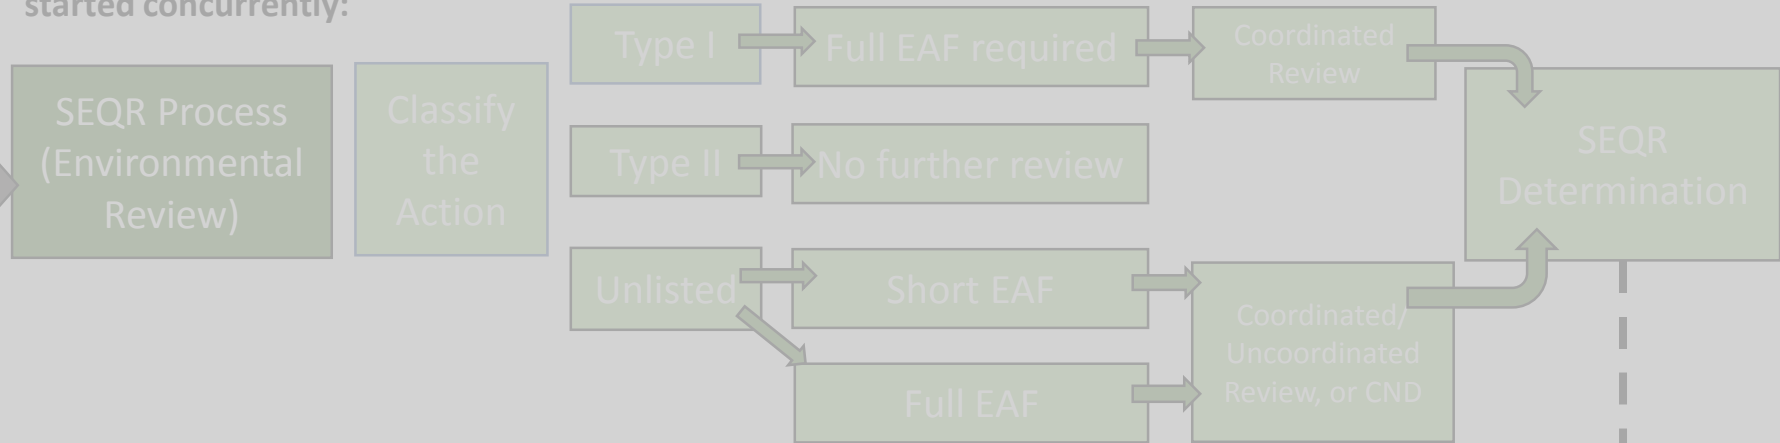 started concurrently:
SEQR Process
(Environmental
Review)
Classify
the
Action
Type I
Full EAF required
Coordinated
Review
Type II
No further review
Unlisted
Short EAF
Full EAF
Coordinated/
Uncoordinated
Review, or CND
SEQR
Determination